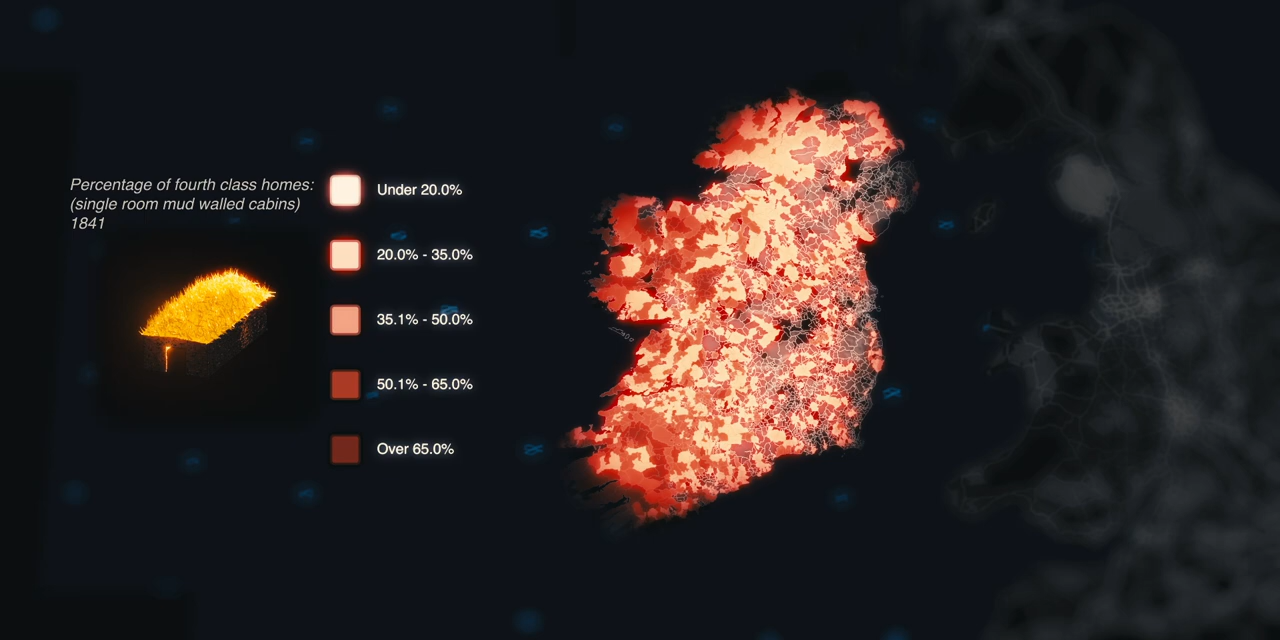 Percentage of fourth class homes:
(single room mud walled cabins)
1841
Under 20.0%
20.0% - 35.0%
35.1% - 50.0%
50.1% - 65.0%
Over 65.0%